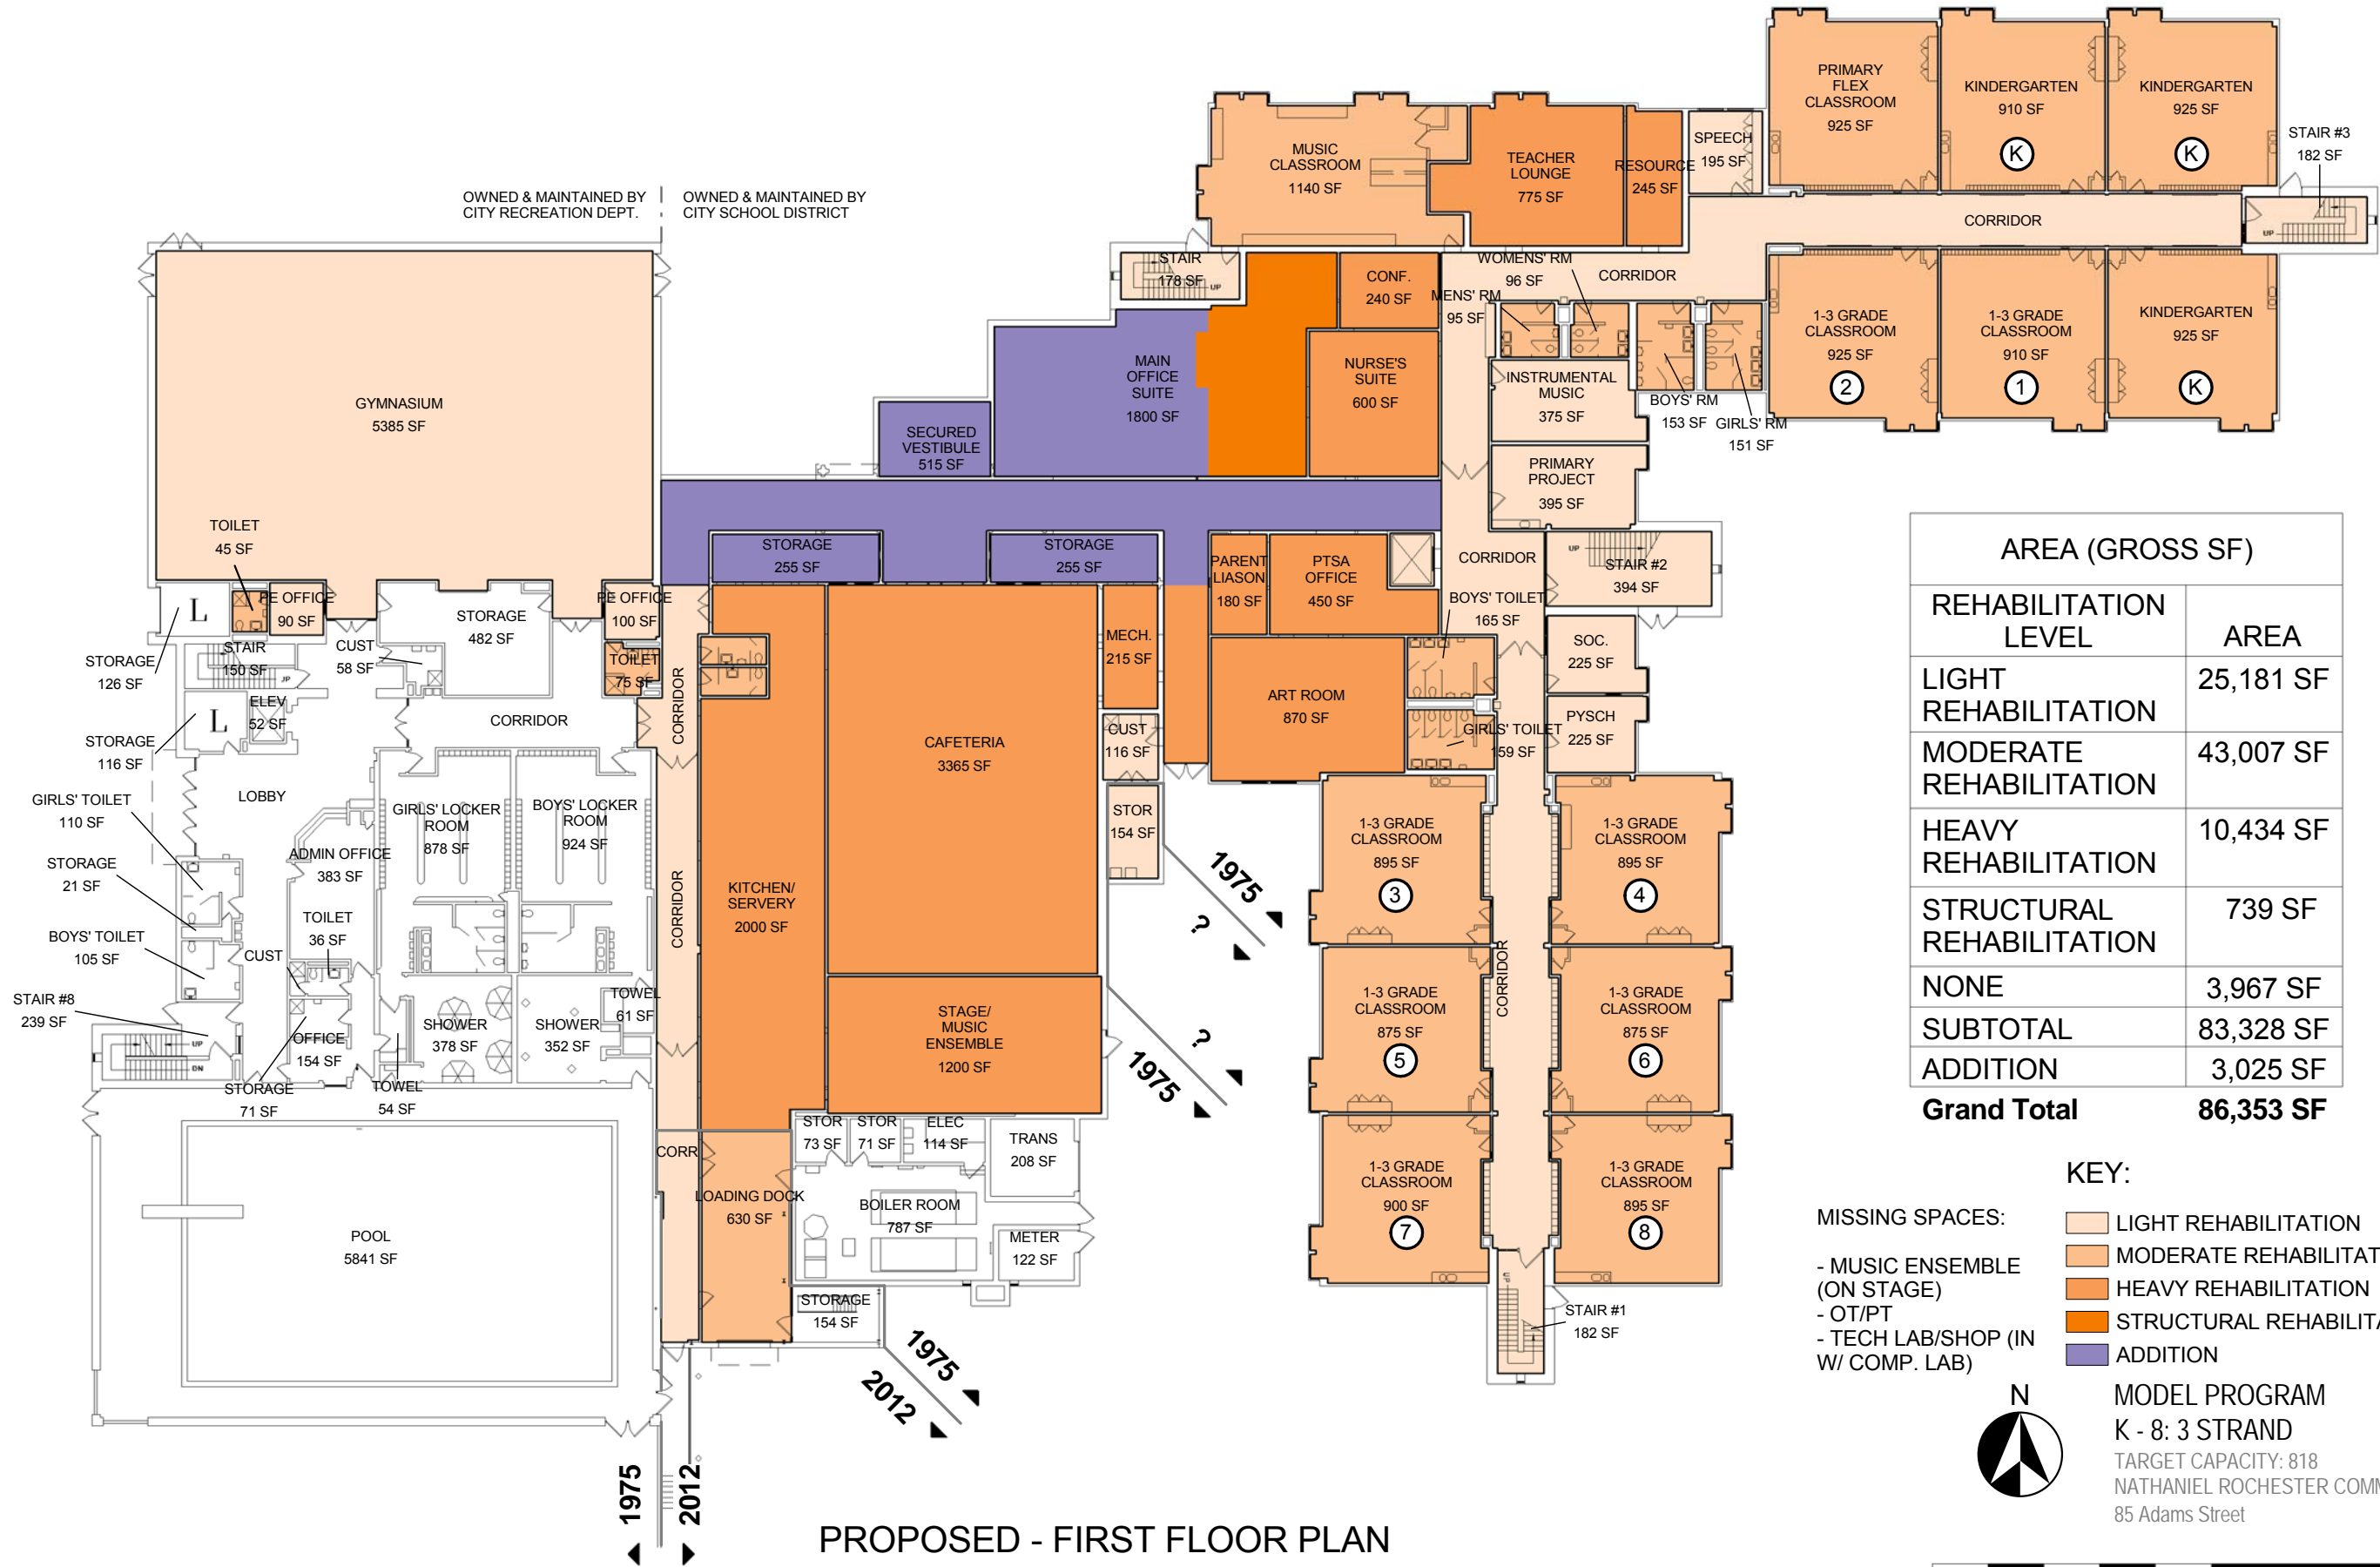 PRIMARY
FLEX
CLASSROOM
925 SF
KINDERGARTEN
910 SF
K
KINDERGARTEN
925 SF
K
STAIR #3
182 SF
UP
MUSIC
CLASSROOM
1140 SF
TEACHER
LOUNGE
775 SF
RESOURCE
245 SF
SPEECH
195 SF
CORRIDOR
OWNED & MAINTAINED BY
CITY RECREATION DEPT.
OWNED & MAINTAINED BY
CITY SCHOOL DISTRICT
STAIR
178 SF
UP
CONF.
240 SF
WOMENS' RM
96 SF
MENS' RM
95 SF
CORRIDOR
1-3 GRADE
CLASSROOM
925 SF
2
1-3 GRADE
CLASSROOM
910 SF
1
KINDERGARTEN
925 SF
K
GYMNASIUM
5385 SF
MAIN
OFFICE
SUITE
1800 SF
NURSE'S
SUITE
600 SF
INSTRUMENTAL
MUSIC
375 SF
BOYS' RM
153 SF
GIRLS' RM
151 SF
SECURED
VESTIBULE
515 SF
PRIMARY
PROJECT
395 SF
TOILET
45 SF
STORAGE
255 SF
STORAGE
255 SF
PARENT
LIASON
180 SF
PTSA
OFFICE
450 SF
CORRIDOR
UP
STAIR #2
394 SF
PE OFFICE
90 SF
STORAGE
482 SF
PE OFFICE
100 SF
L
STORAGE
126 SF
STAIR
150 SF
CUST
58 SF
TOILET
75 SF
MECH.
215 SF
BOYS' TOILET
165 SF
SOC.
225 SF
L
STORAGE
116 SF
ELEV
52 SF
CORRIDOR
CORRIDOR
CAFETERIA
3365 SF
CUST
116 SF
ART ROOM
870 SF
GIRLS' TOILET
159 SF
PYSCH
225 SF
LOBBY
GIRLS' TOILET
110 SF
STORAGE
21 SF
BOYS' TOILET
105 SF
ADMIN OFFICE
383 SF
GIRLS' LOCKER
ROOM
878 SF
BOYS' LOCKER
ROOM
924 SF
CORRIDOR
KITCHEN/
SERVERY
2000 SF
STOR
154 SF
1975
?
1-3 GRADE
CLASSROOM
895 SF
3
1-3 GRADE
CLASSROOM
895 SF
4
TOILET
36 SF
CUST
STAIR #8
239 SF
UP
DN
OFFICE
154 SF
STORAGE
71 SF
TOWEL
54 SF
SHOWER
378 SF
SHOWER
352 SF
TOWEL
61 SF
STAGE/
MUSIC
ENSEMBLE
1200 SF
?
1975
CORRIDOR
1-3 GRADE
CLASSROOM
875 SF
5
1-3 GRADE
CLASSROOM
875 SF
6
POOL
5841 SF
CORR
LOADING DOCK
630 SF
STOR
73 SF
STOR
71 SF
ELEC
114 SF
TRANS
208 SF
BOILER ROOM
787 SF
METER
122 SF
STORAGE
154 SF
1-3 GRADE
CLASSROOM
900 SF
7
1-3 GRADE
CLASSROOM
895 SF
8
UP
STAIR #1
182 SF
1975
2012
1975
2012
PROPOSED - FIRST FLOOR PLAN
AREA (GROSS SF)
REHABILITATION
LEVEL
AREA
LIGHT
REHABILITATION
25,181 SF
MODERATE
REHABILITATION
43,007 SF
HEAVY
REHABILITATION
10,434 SF
STRUCTURAL
REHABILITATION
739 SF
NONE
3,967 SF
SUBTOTAL
83,328 SF
ADDITION
3,025 SF
Grand Total
86,353 SF
KEY:
LIGHT REHABILITATION
MODERATE REHABILITAT
HEAVY REHABILITATION
STRUCTURAL REHABILITA
ADDITION
MISSING SPACES:
- MUSIC ENSEMBLE
(ON STAGE)
- OT/PT
- TECH LAB/SHOP (IN
W/ COMP. LAB)
N
MODEL PROGRAM
K - 8: 3 STRAND
TARGET CAPACITY: 818
NATHANIEL ROCHESTER COMM
85 Adams Street